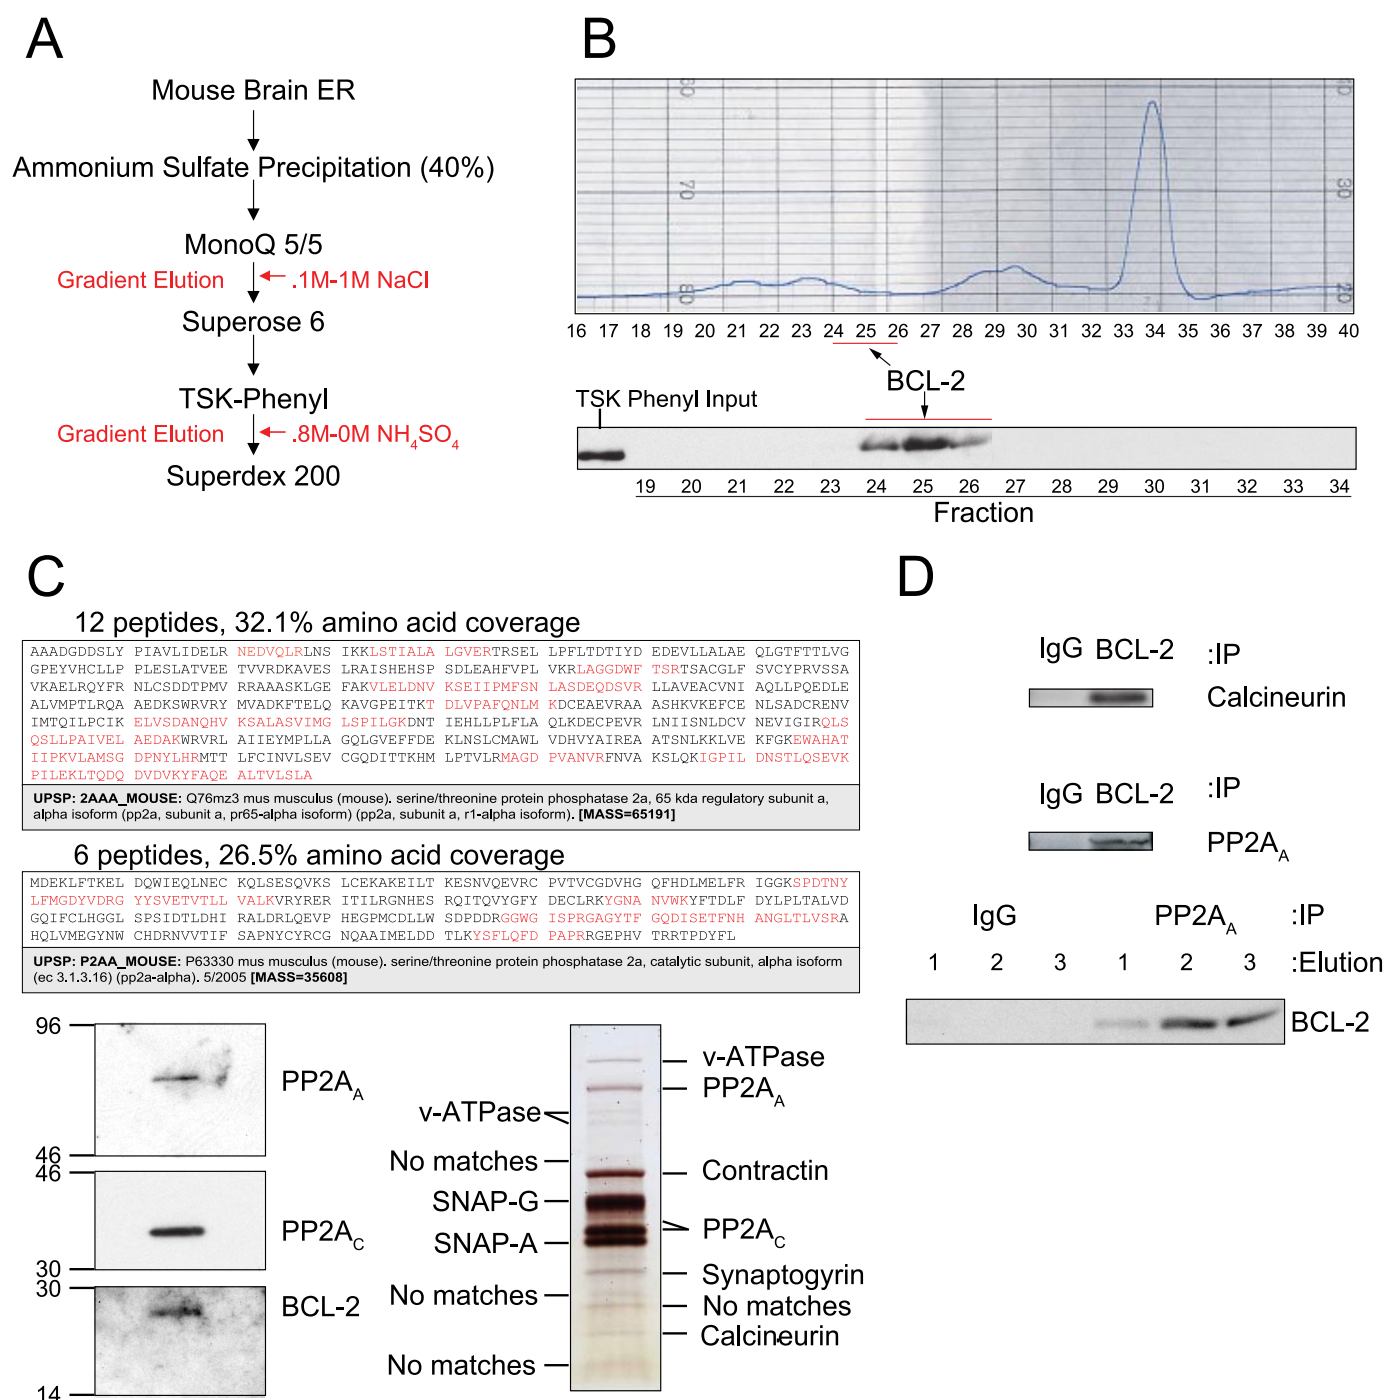 A
Mouse Brain ER
Ammonium Sulfate Precipitation (40%)
MonoQ 5/5
Gradient Elution .1M-1M NaCl
Superose 6
TSK-Phenyl
Gradient Elution .8M-0M NH4SO4
Superdex 200
B
60 40
70 30
80 20
16 17 18 19 20 21 22 23 24 25 26 27 28 29 30 31 32 33 34 35 36 37 38 39 40
BCL-2
TSK Phenyl Input
19 20 21 22 23 24 25 26 27 28 29 30 31 32 33 34
Fraction
C
12 peptides, 32.1% amino acid coverage
AAADGDDSLY PIAVLIDELR NEDVQLRLNS IKKLSTIALA LGVERTRSEL LPFLTDTIYD EDEVLLALAE QLGTFTTLVG
GPEYVHCLLP PLESLATVEE TVVRDKAVES LRAISHEHSP SDLEAHFVPL VKRLAGGDWF TSRTSACGLF SVCYPRVSSA
VKAELRQYFR NLCSDDTPMV RRAAASKLGE FAKVLELDNV KSEIIPMFSN LASDEQDSVR LLAVEACVNI AQLLPQEDLE
ALVMPTLRQA AEDKSWRVRY MVADKFTELQ KAVGPEITKT DLVPAFQNLM KDCEAEVRAA ASHKVKEFCE NLSADCRENV
IMTQILPCIK ELVSDANQHV KSALASVIMG LSPILGKDNT IEHLLPLFLA QLKDECPEVR LNIISNLDCV NEVIGIRQLS
QSLLPAIVEL AEDAKWRVRL AIIEYMPLLA GQLGVEFFDE KLNSLCMAWL VDHVYAIREA ATSNLKKLVE KFGKEWAHAT
IIPKVLAMSG DPNYLHRMTT LFCINVLSEV CGQDITTKHM LPTVLRMAGD PVANVRFNVA KSLQKIGPIL DNSTLQSEVK
PILEKLTQDQ DVDVKYFAQE ALTVLSLA
UPSP: 2AAA_MOUSE: Q76mz3 mus musculus (mouse). serine/threonine protein phosphatase 2a, 65 kda regulatory subunit a,
alpha isoform (pp2a, subunit a, pr65-alpha isoform) (pp2a, subunit a, r1-alpha isoform). [MASS=65191]
6 peptides, 26.5% amino acid coverage
MDEKLFTKEL DQWIEQLNEC KQLSESQVKS LCEKAKEILT KESNVQEVRC PVTVCGDVHG QFHDLMELFR IGGKSPDTNY
LFMGDYVDRG YYSVETVTLL VALKVRYRER ITILRGNHES RQITQVYGFY DECLRKYGNA NVWKYFTDLF DYLPLTALVD
GQIFCLHGGL SPSIDTLDHI RALDRLQEVP HEGPMCDLLW SDPDDRGGWG ISPRGAGYTF GQDISETFNH ANGLTLVSRA
HQLVMEGYNW CHDRNVVTIF SAPNYCYRCG NQAAIMELDD TLKYSFLQFD PAPRRGEPHV TRRTPDYFL
UPSP: P2AA_MOUSE: P63330 mus musculus (mouse). serine/threonine protein phosphatase 2a, catalytic subunit, alpha isoform
(ec 3.1.3.16) (pp2a-alpha). 5/2005 [MASS=35608]
96
PP2AA
46
46
PP2AC
30
30
BCL-2
14
v-ATPase
PP2AA
v-ATPase
No matches
Contractin
SNAP-G
PP2AC
SNAP-A
Synaptogyrin
No matches
No matches
Calcineurin
No matches
D
IgG BCL-2 :IP
Calcineurin
IgG BCL-2 :IP
PP2AA
IgG PP2AA :IP
1 2 3 1 2 3 :Elution
BCL-2